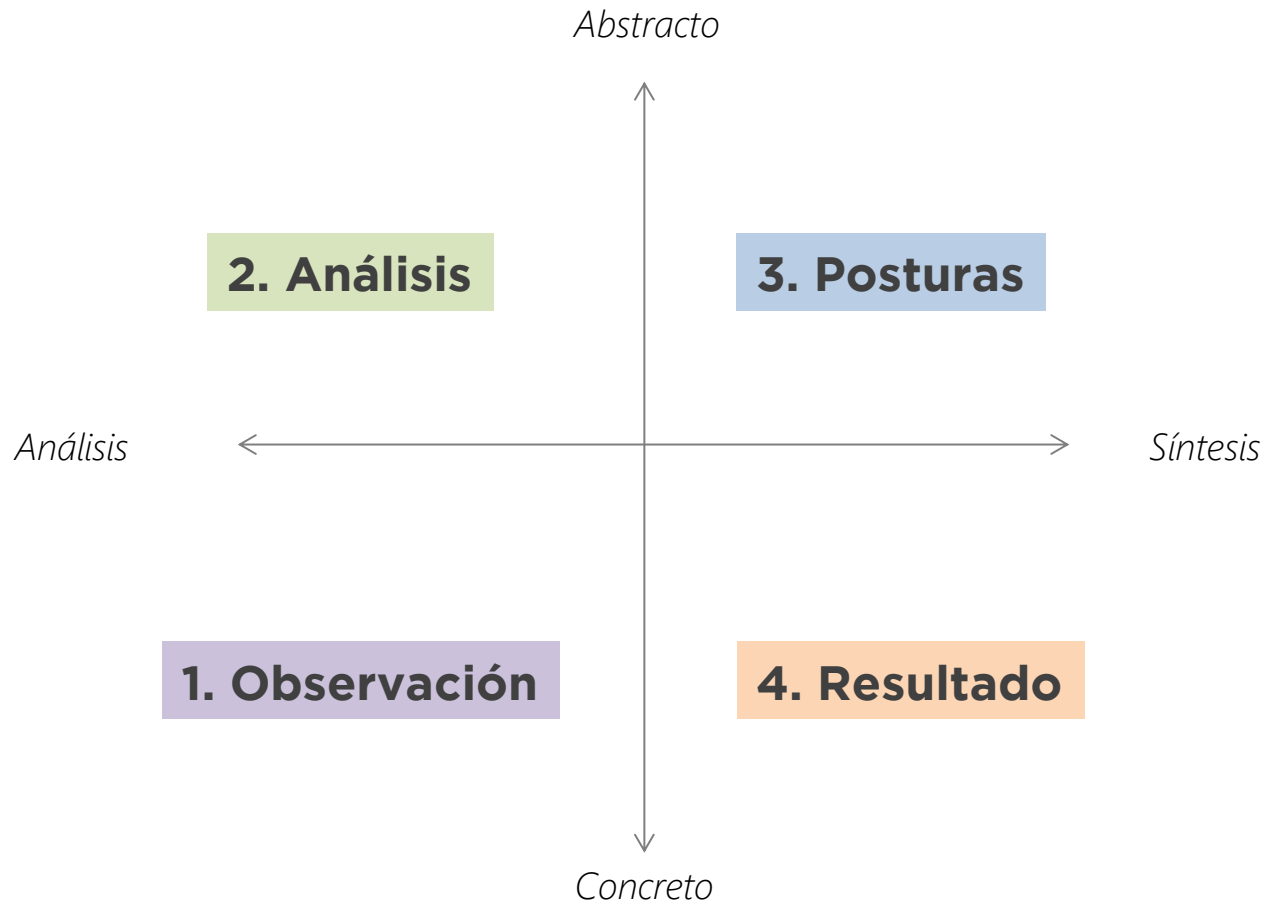 Abstracto
2. Análisis
3. Posturas
Análisis
Síntesis
1. Observación
4. Resultado
Concreto